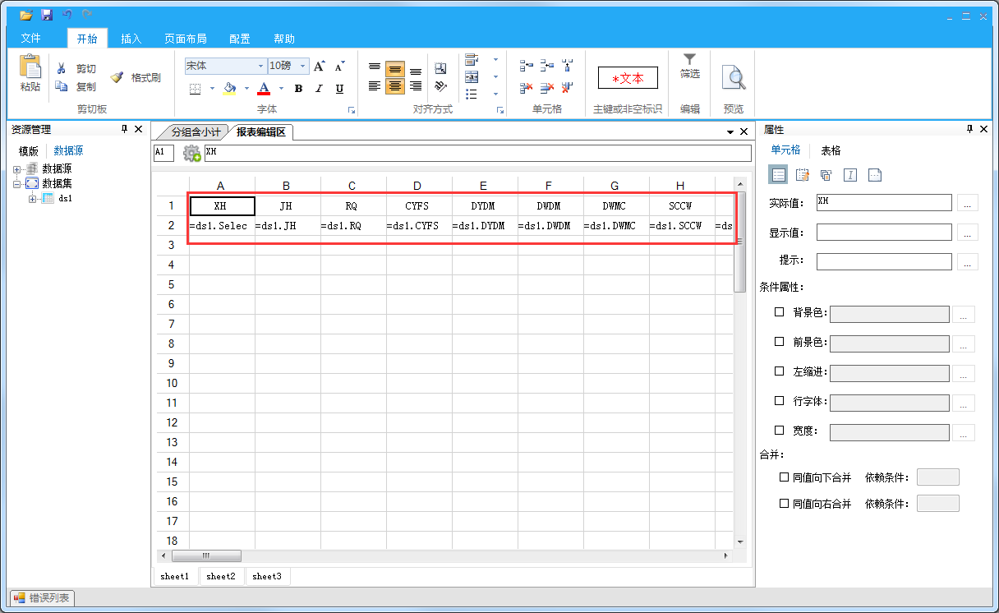 文件 开始 插入 页面布局 配置 帮助
粘贴 剪切 复制 格式刷 宋体 10磅 B I U *文本 筛选 预览
剪切板 字体 对齐方式 单元格 主键或非空标识 编辑
资源管理 分组含小计 报表编辑区 属性
模版 数据源
数据源
数据集
ds1
A1 XH
A B C D E F G H
1 XH JH RQ CYFS DYDM DWDM DWMC SCCW
2 =ds1.Selec =ds1.JH =ds1.RQ =ds1.CYFS =ds1.DYDM =ds1.DWDM =ds1.DWMC =ds1.SCCW =ds
3
4
5
6
7
8
9
10
11
12
13
14
15
16
17
18
sheet1 sheet2 sheet3
单元格 表格
实际值: XH ...
显示值: ...
提示: ...
条件属性:
背景色: ...
前景色: ...
左缩进: ...
行字体: ...
宽度: ...
合并:
同值向下合并 依赖条件:
同值向右合并 依赖条件:
错误列表